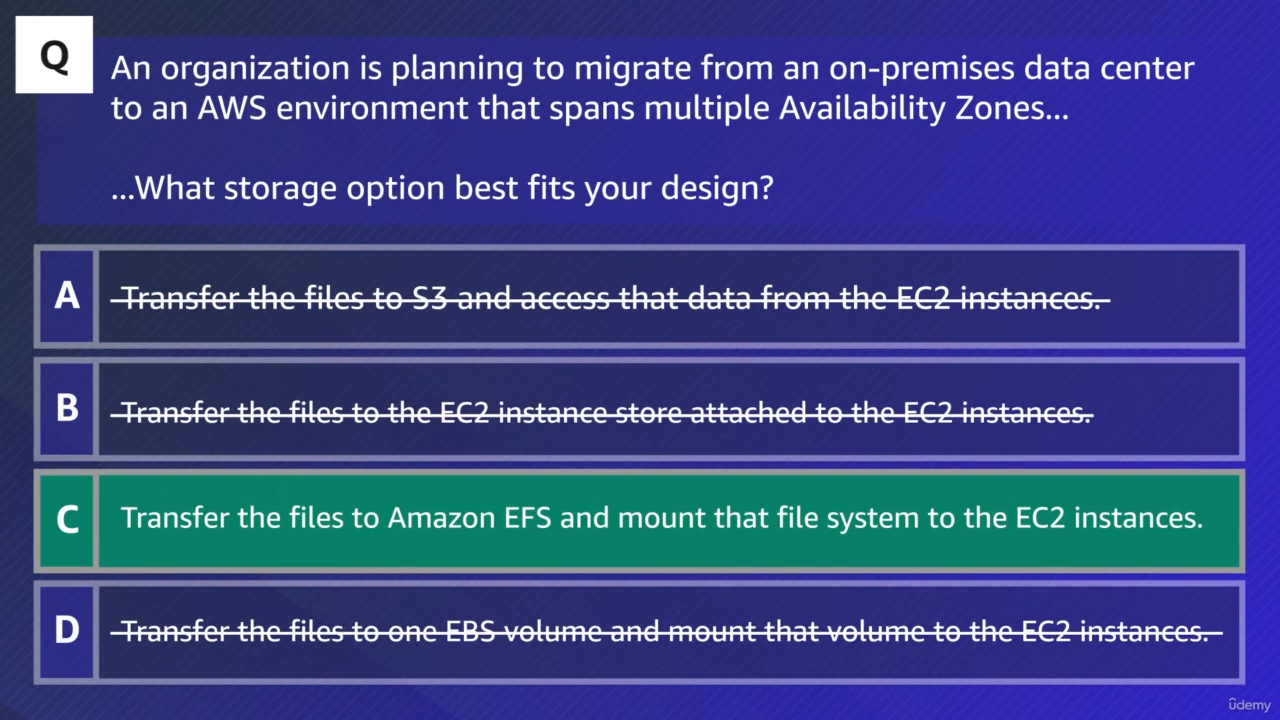 Q
An organization is planning to migrate from an on-premises data center
to an AWS environment that spans multiple Availability Zones...
...What storage option best fits your design?
A
Transfer the files to S3 and access that data from the EC2 instances.
B
Transfer the files to the EC2 instance store attached to the EC2 instances.
C
Transfer the files to Amazon EFS and mount that file system to the EC2 instances.
D
Transfer the files to one EBS volume and mount that volume to the EC2 instances.
ûdemy